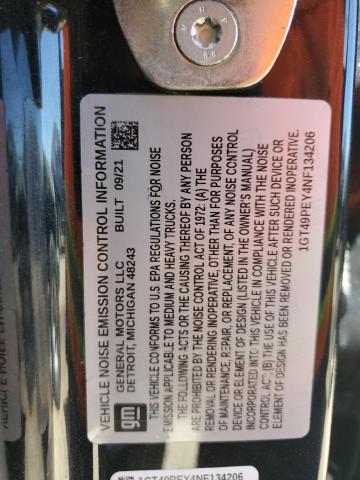 VEHICLE NOISE EMISSION CONTROL INFORMATION
gm
GENERAL MOTORS LLC
DETROIT, MICHIGAN 48243
BUILT 09/21
THIS VEHICLE CONFORMS TO U.S. EPA REGULATIONS FOR NOISE
EMISSION APPLICABLE TO MEDIUM AND HEAVY TRUCKS.
THE FOLLOWING ACTS OR THE CAUSING THEREOF BY ANY PERSON
ARE PROHIBITED BY THE NOISE CONTROL ACT OF 1972: (A) THE
REMOVAL OR RENDERING INOPERATIVE, OTHER THAN FOR PURPOSES
OF MAINTENANCE, REPAIR, OR REPLACEMENT, OF ANY NOISE CONTROL
DEVICE OR ELEMENT OF DESIGN (LISTED IN THE OWNER'S MANUAL)
INCORPORATED INTO THIS VEHICLE IN COMPLIANCE WITH THE NOISE
CONTROL ACT; (B) USE OF THIS VEHICLE AFTER SUCH DEVICE OR
ELEMENT OF DESIGN HAS BEEN REMOVED OR RENDERED INOPERATIVE.
1GT49PEY4NF134206
1GT49PEY4NF134206